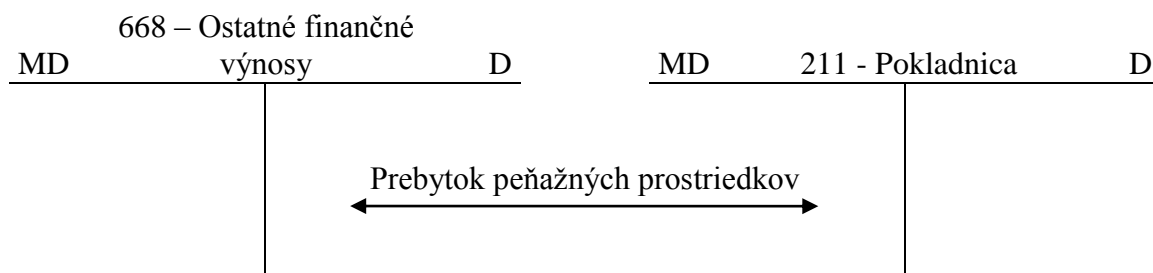 668 – Ostatné finančné
MD výnosy D MD 211 - Pokladnica D
Prebytok peňažných prostriedkov